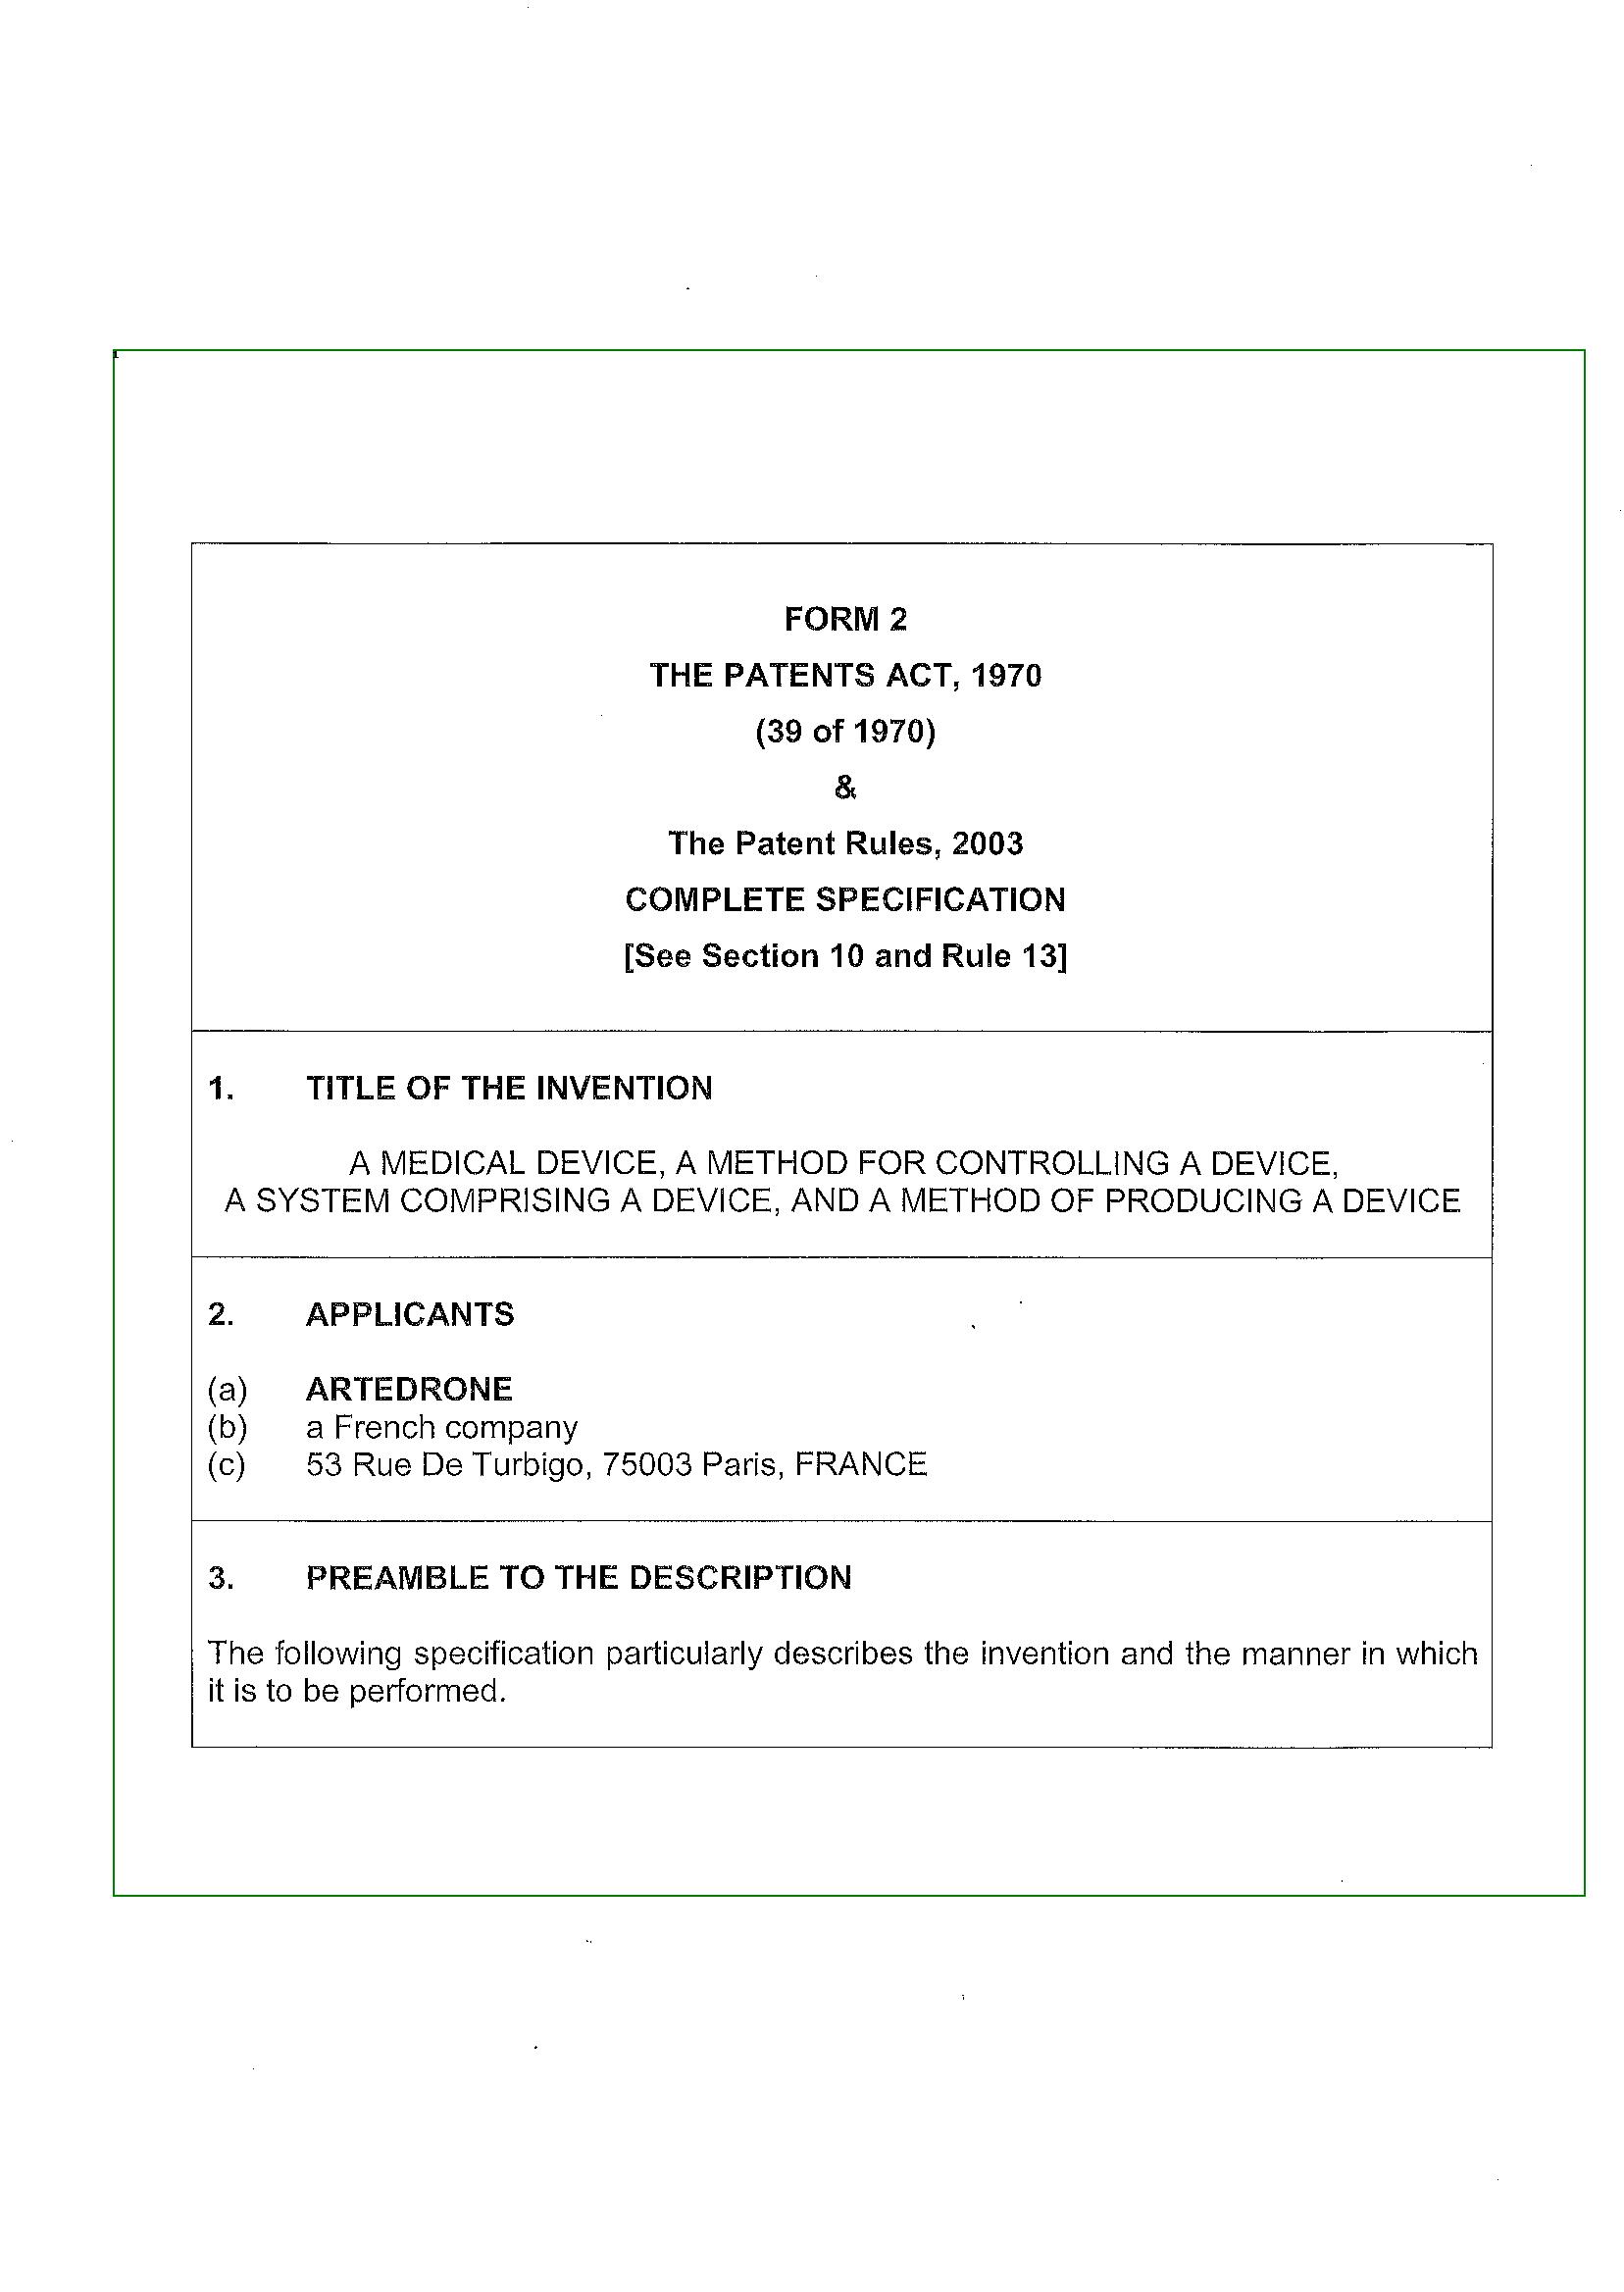 FORM 2
THE PATENTS ACT, 1970
(39 of 1970)
&
The Patent Rules, 2003
COMPLETE SPECIFICATION
[See Section 10 and Rule 13]
1. TITLE OF THE INVENTION
A MEDICAL DEVICE, A METHOD FOR CONTROLLING A DEVICE,
A SYSTEM COMPRISING A DEVICE, AND A METHOD OF PRODUCING A DEVICE
2. APPLICANTS
(a) ARTEDRONE
(b) a French company
(c) 53 Rue De Turbigo, 75003 Paris, FRANCE
3. PREAMBLE TO THE DESCRIPTION
The following specification particularly describes the invention and the manner in which
it is to be performed.